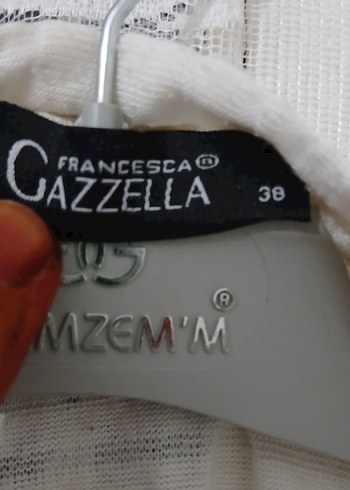 FRANCESCA ®
GAZZELLA 38
®
MZEM'M